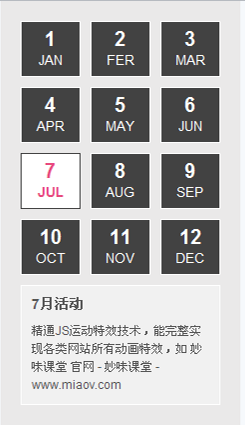 1
2
3
JAN
FER
MAR
4
5
6
APR
MAY
JUN
7
8
9
JUL
AUG
SEP
10
11
12
OCT
NOV
DEC
7月活动
精通JS运动特效技术，能完整实
现各类网站所有动画特效，如 妙
味课堂 官网 - 妙味课堂 -
www.miaov.com